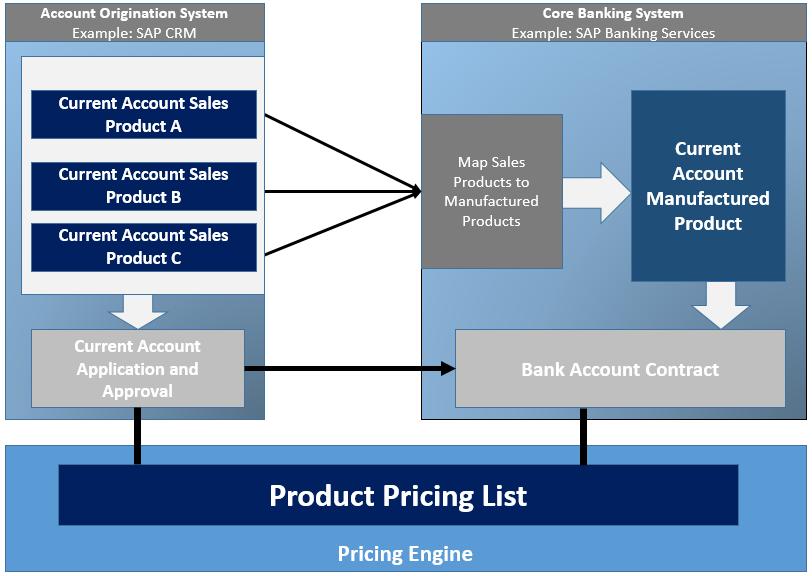 Account Origination System
Example: SAP CRM
Current Account Sales
Product A
Current Account Sales
Product B
Current Account Sales
Product C
Current Account
Application and
Approval
Core Banking System
Example: SAP Banking Services
Map Sales
Products to
Manufactured
Products
Current
Account
Manufactured
Product
Bank Account Contract
Product Pricing List
Pricing Engine